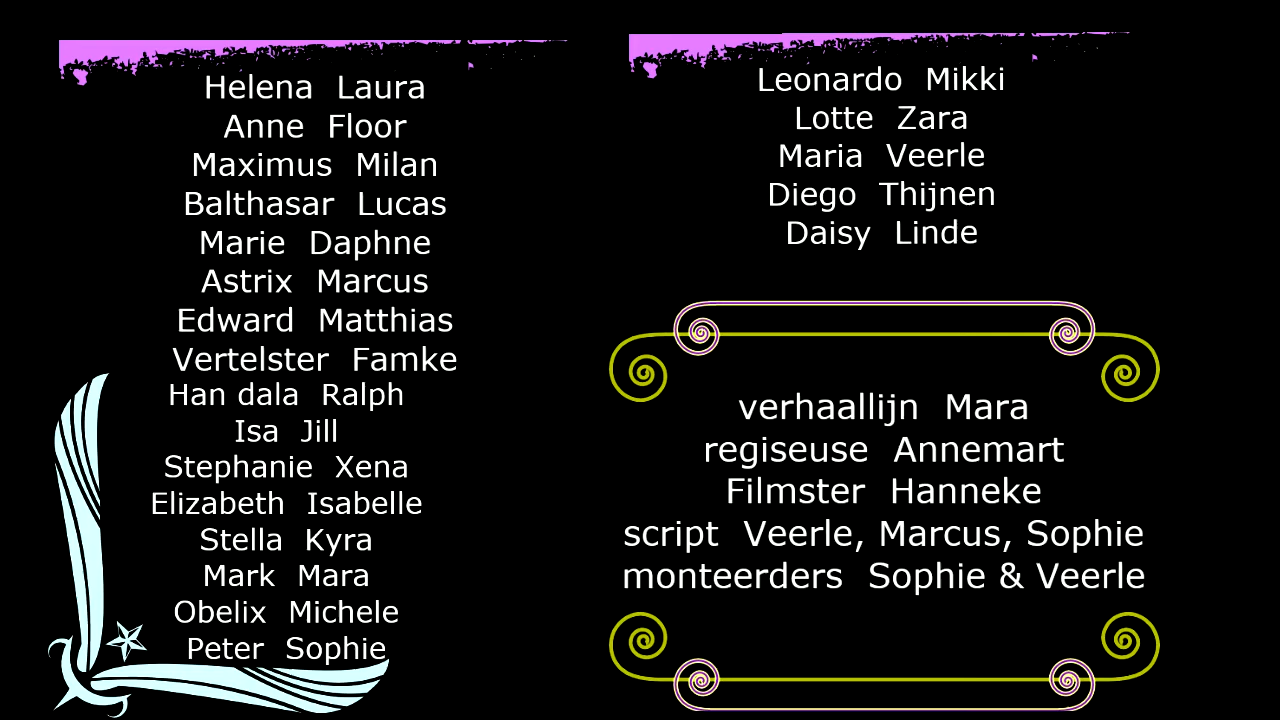 Helena Laura
Anne Floor
Maximus Milan
Balthasar Lucas
Marie Daphne
Astrix Marcus
Edward Matthias
Vertelster Famke
Han dala Ralph
Isa Jill
Stephanie Xena
Elizabeth Isabelle
Stella Kyra
Mark Mara
Obelix Michele
Peter Sophie
Leonardo Mikki
Lotte Zara
Maria Veerle
Diego Thijnen
Daisy Linde
verhaallijn Mara
regiseuse Annemart
Filmster Hanneke
script Veerle, Marcus, Sophie
monteerders Sophie & Veerle